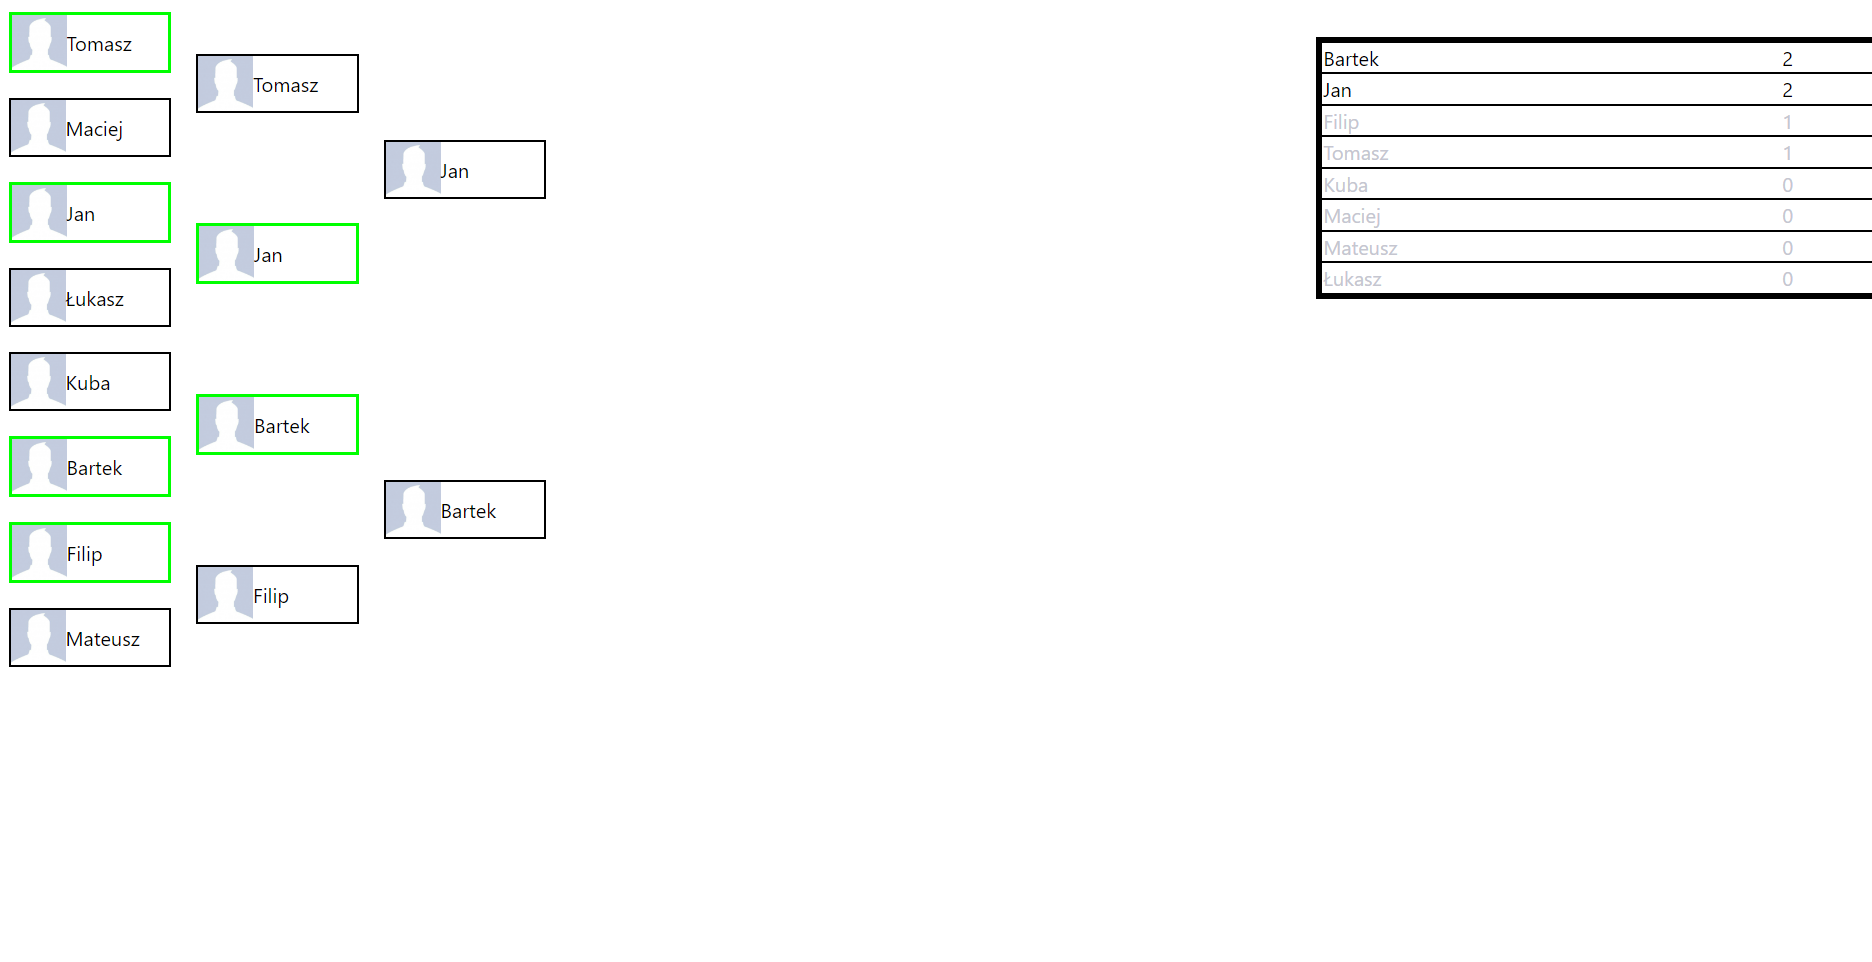 Tomasz
Maciej
Jan
Łukasz
Kuba
Bartek
Filip
Mateusz
Tomasz
Jan
Bartek
Filip
Jan
Bartek
Bartek 2
Jan 2
Filip 1
Tomasz 1
Kuba 0
Maciej 0
Mateusz 0
Łukasz 0